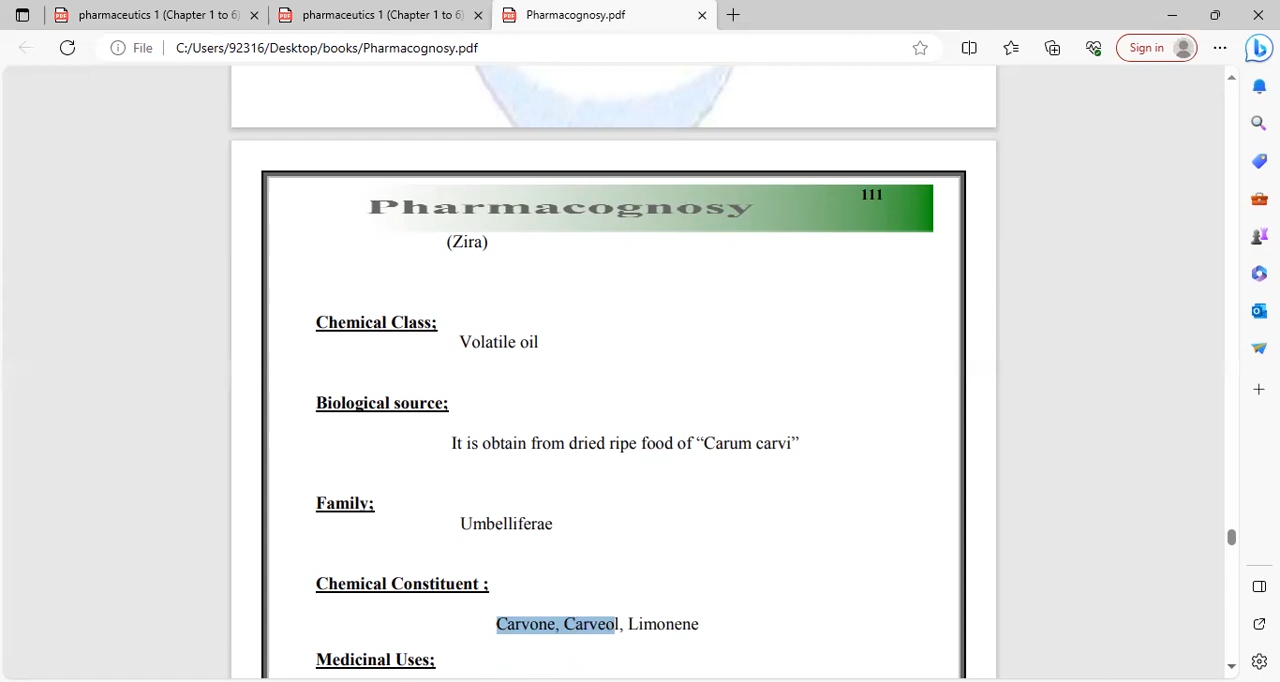 pharmaceutics 1 (Chapter 1 to 6)
pharmaceutics 1 (Chapter 1 to 6)
Pharmacognosy.pdf
File
C:/Users/92316/Desktop/books/Pharmacognosy.pdf
Sign in
Pharmacognosy
111
(Zira)
Chemical Class;
Volatile oil
Biological source;
It is obtain from dried ripe food of “Carum carvi”
Family;
Umbelliferae
Chemical Constituent ;
Carvone, Carveol, Limonene
Medicinal Uses;